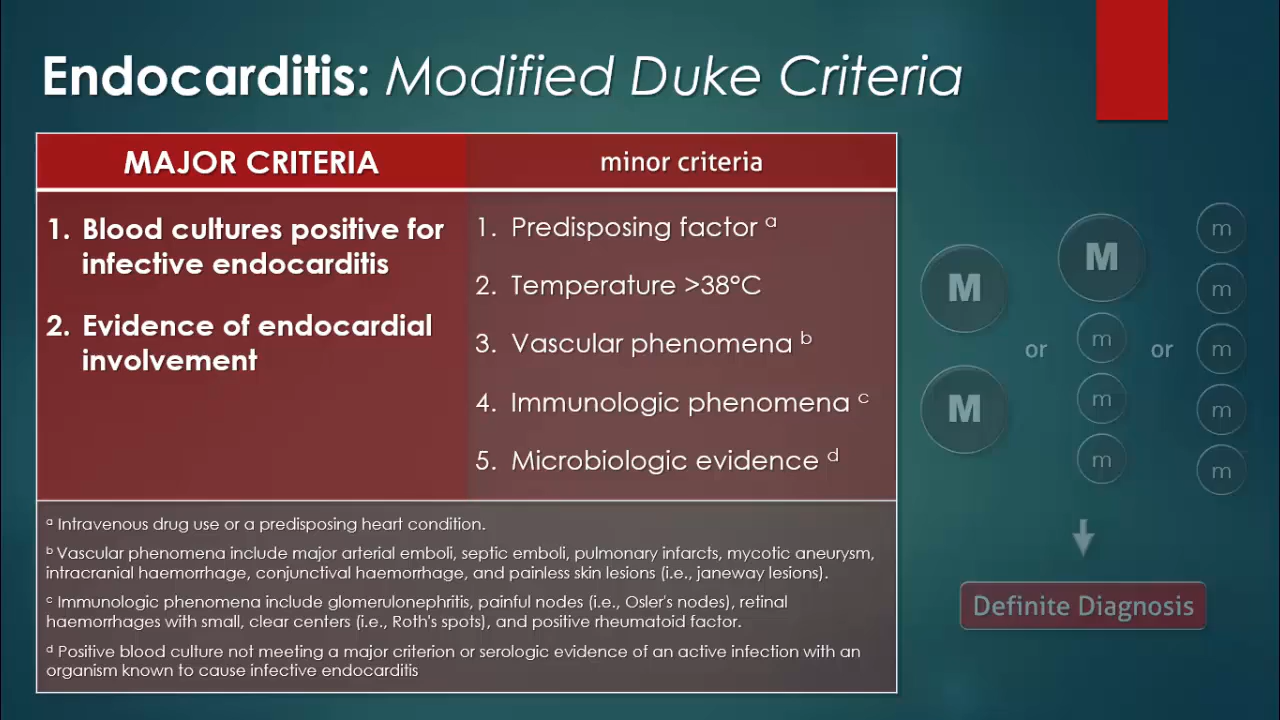 Endocarditis: Modified Duke Criteria
MAJOR CRITERIA
1. Blood cultures positive for
infective endocarditis
2. Evidence of endocardial
involvement
minor criteria
1. Predisposing factor ᵃ
2. Temperature >38°C
3. Vascular phenomena ᵇ
4. Immunologic phenomena ᶜ
5. Microbiologic evidence ᵈ
ᵃ Intravenous drug use or a predisposing heart condition.
ᵇ Vascular phenomena include major arterial emboli, septic emboli, pulmonary infarcts, mycotic aneurysm,
intracranial haemorrhage, conjunctival haemorrhage, and painless skin lesions (i.e., janeway lesions).
ᶜ Immunologic phenomena include glomerulonephritis, painful nodes (i.e., Osler's nodes), retinal
haemorrhages with small, clear centers (i.e., Roth's spots), and positive rheumatoid factor.
ᵈ Positive blood culture not meeting a major criterion or serologic evidence of an active infection with an
organism known to cause infective endocarditis
M
M
or
M
m
m
m
or
m
m
m
m
m
Definite Diagnosis